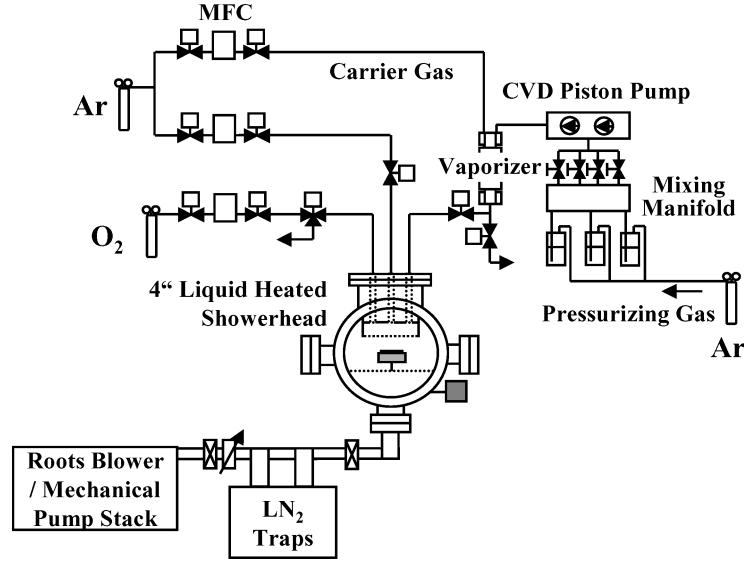 MFC
Carrier Gas
Ar
CVD Piston Pump
Vaporizer
Mixing
Manifold
O2
4“ Liquid Heated
Showerhead
Pressurizing Gas
Ar
Roots Blower
/ Mechanical
Pump Stack
LN2
Traps